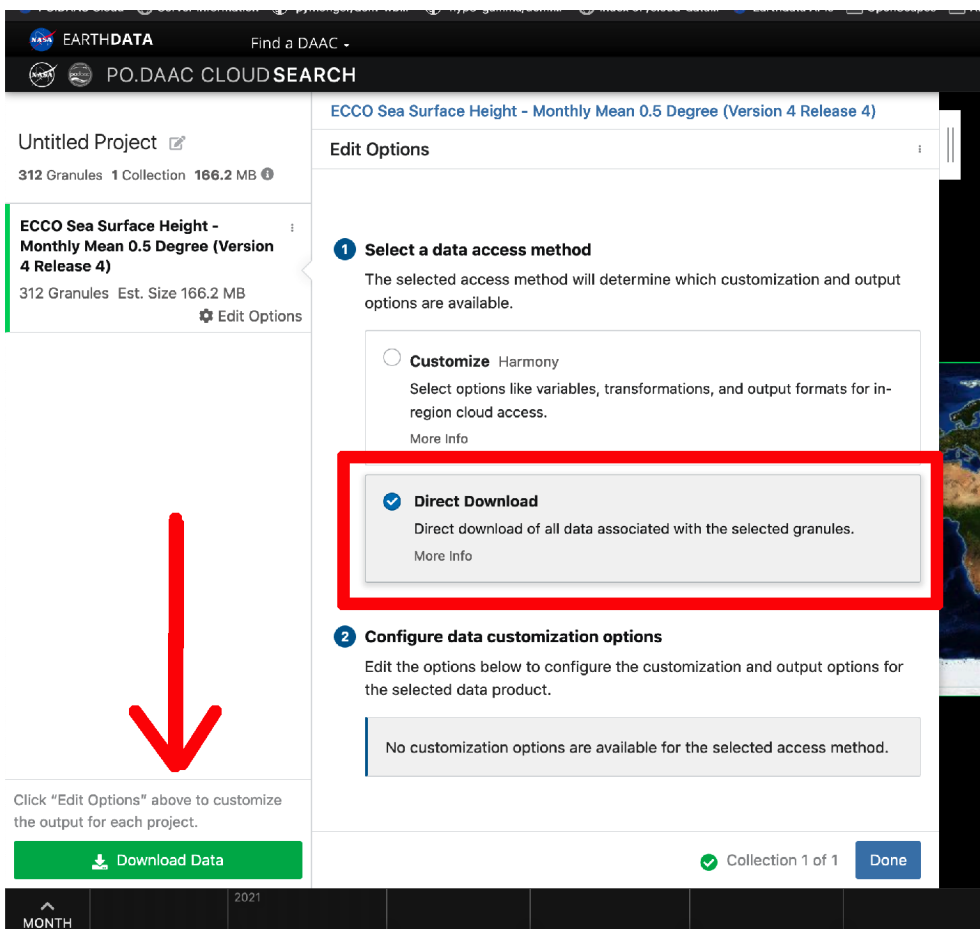 NASA EARTHDATA Find a DAAC
NASA PO.DAAC CLOUD SEARCH
Untitled Project
312 Granules 1 Collection 166.2 MB
ECCO Sea Surface Height -
Monthly Mean 0.5 Degree (Version
4 Release 4)
312 Granules Est. Size 166.2 MB
Edit Options
Click “Edit Options” above to customize
the output for each project.
Download Data
ECCO Sea Surface Height - Monthly Mean 0.5 Degree (Version 4 Release 4)
Edit Options
1 Select a data access method
The selected access method will determine which customization and output
options are available.
Customize Harmony
Select options like variables, transformations, and output formats for in-
region cloud access.
More Info
Direct Download
Direct download of all data associated with the selected granules.
More Info
2 Configure data customization options
Edit the options below to configure the customization and output options for
the selected data product.
No customization options are available for the selected access method.
Collection 1 of 1 Done
2021
MONTH